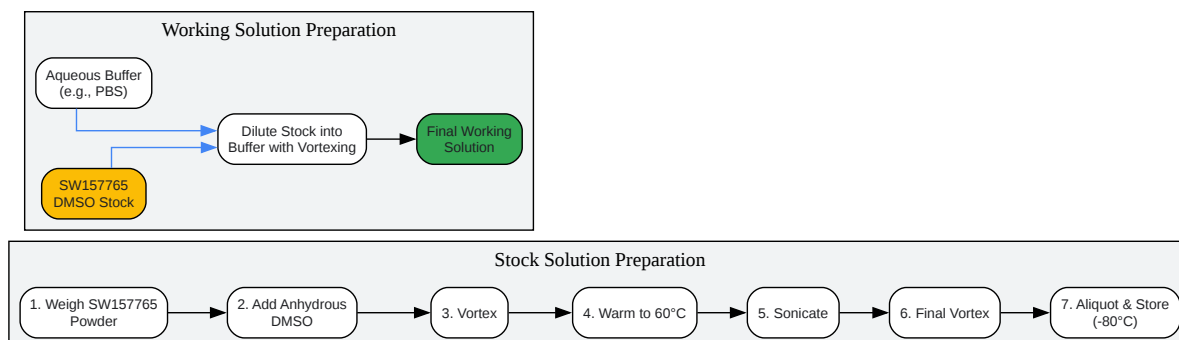 Working Solution Preparation
Aqueous Buffer
(e.g., PBS)
Dilute Stock into
Buffer with Vortexing
Final Working
Solution
SW157765
DMSO Stock
Stock Solution Preparation
1. Weigh SW157765
Powder
2. Add Anhydrous
DMSO
3. Vortex
4. Warm to 60°C
5. Sonicate
6. Final Vortex
7. Aliquot & Store
(-80°C)